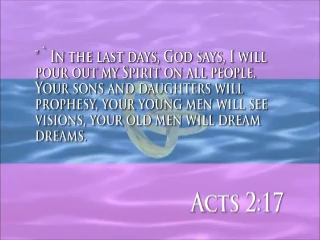 "` In the last days, God says, I will
pour out my Spirit on all people.
Your sons and daughters will
prophesy, your young men will see
visions, your old men will dream
dreams.
Acts 2:17